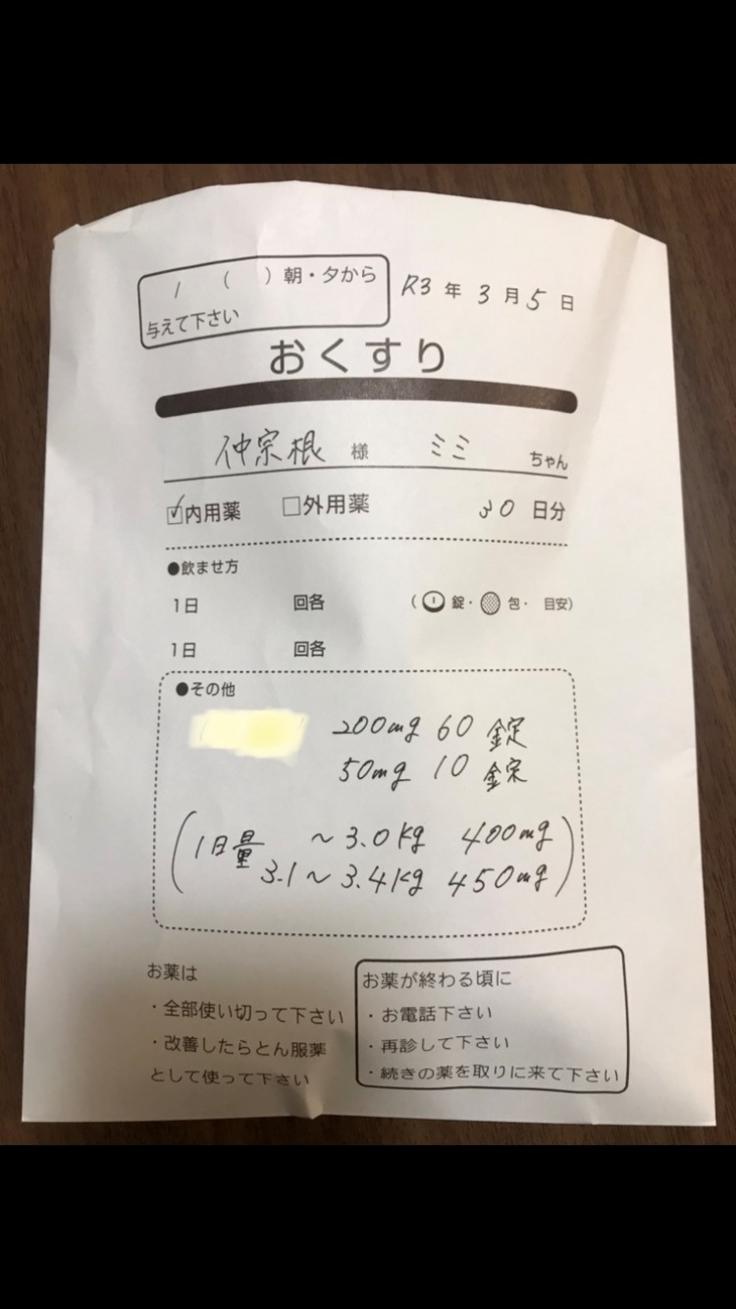 / （ ）朝・夕から
与えて下さい
R3 年 3 月 5 日
おくすり
仲宗根 様 ミミ ちゃん
☑内用薬 □外用薬 30 日分
●飲ませ方
1日 回各 （ 錠・ 包・ 目安）
1日 回各
●その他
200mg 60 錠
50mg 10 錠
(1日量 ～3.0kg 400mg
3.1～3.4kg 450mg)
お薬は
・全部使い切って下さい
・改善したらとん服薬
として使って下さい
お薬が終わる頃に
・お電話下さい
・再診して下さい
・続きの薬を取りに来て下さい